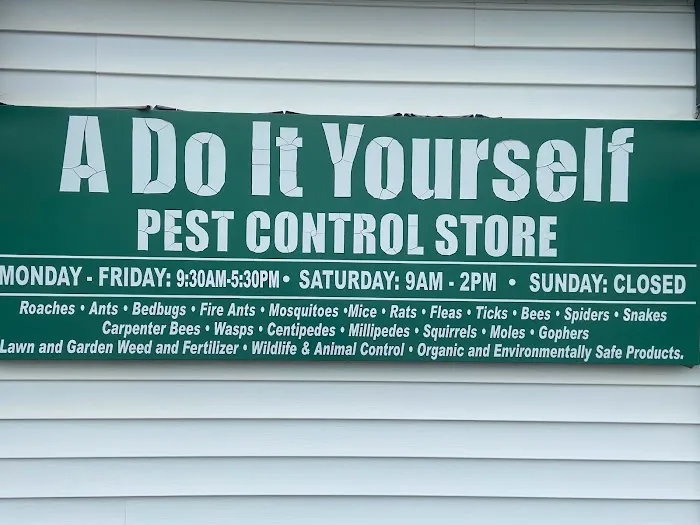 A Do It Yourself
PEST CONTROL STORE
MONDAY - FRIDAY: 9:30AM-5:30PM • SATURDAY: 9AM - 2PM • SUNDAY: CLOSED
Roaches • Ants • Bedbugs • Fire Ants • Mosquitoes •Mice • Rats • Fleas • Ticks • Bees • Spiders • Snakes
Carpenter Bees • Wasps • Centipedes • Millipedes • Squirrels • Moles • Gophers
Lawn and Garden Weed and Fertilizer • Wildlife & Animal Control • Organic and Environmentally Safe Products.